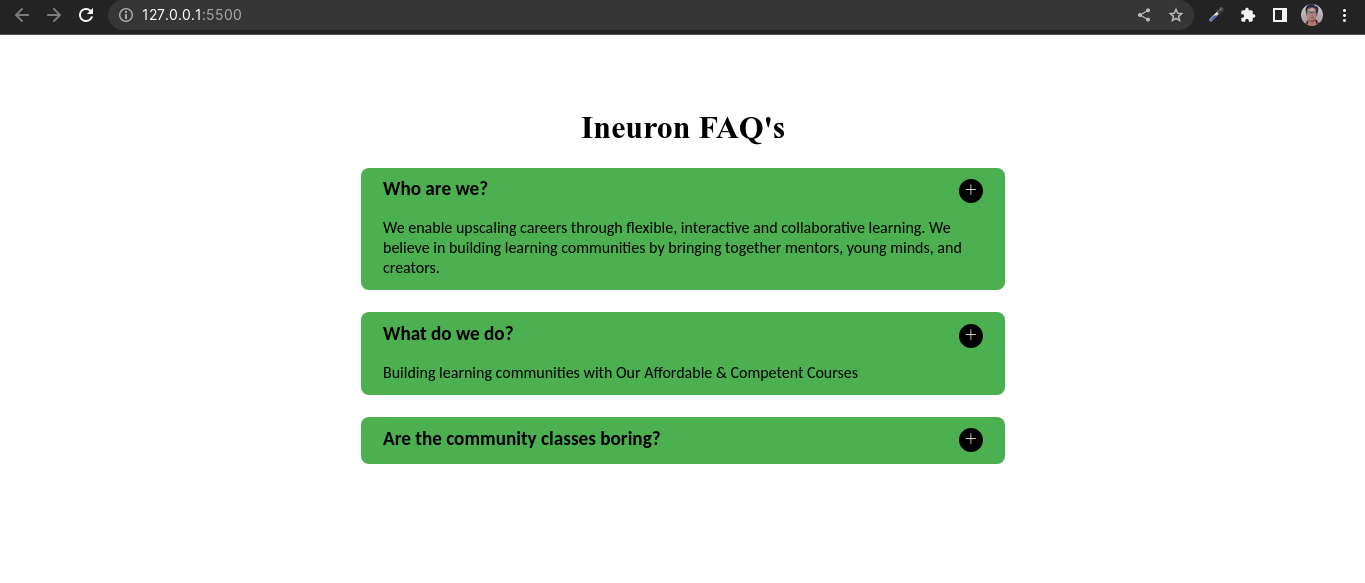 127.0.0.1:5500
Ineuron FAQ's
Who are we?
We enable upscaling careers through flexible, interactive and collaborative learning. We
believe in building learning communities by bringing together mentors, young minds, and
creators.
What do we do?
Building learning communities with Our Affordable & Competent Courses
Are the community classes boring?